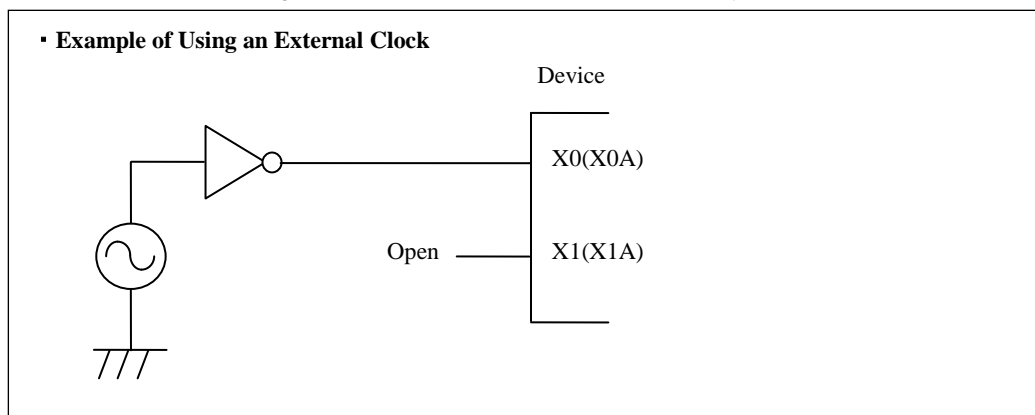 ▪ Example of Using an External Clock
Device
X0(X0A)
Open
X1(X1A)